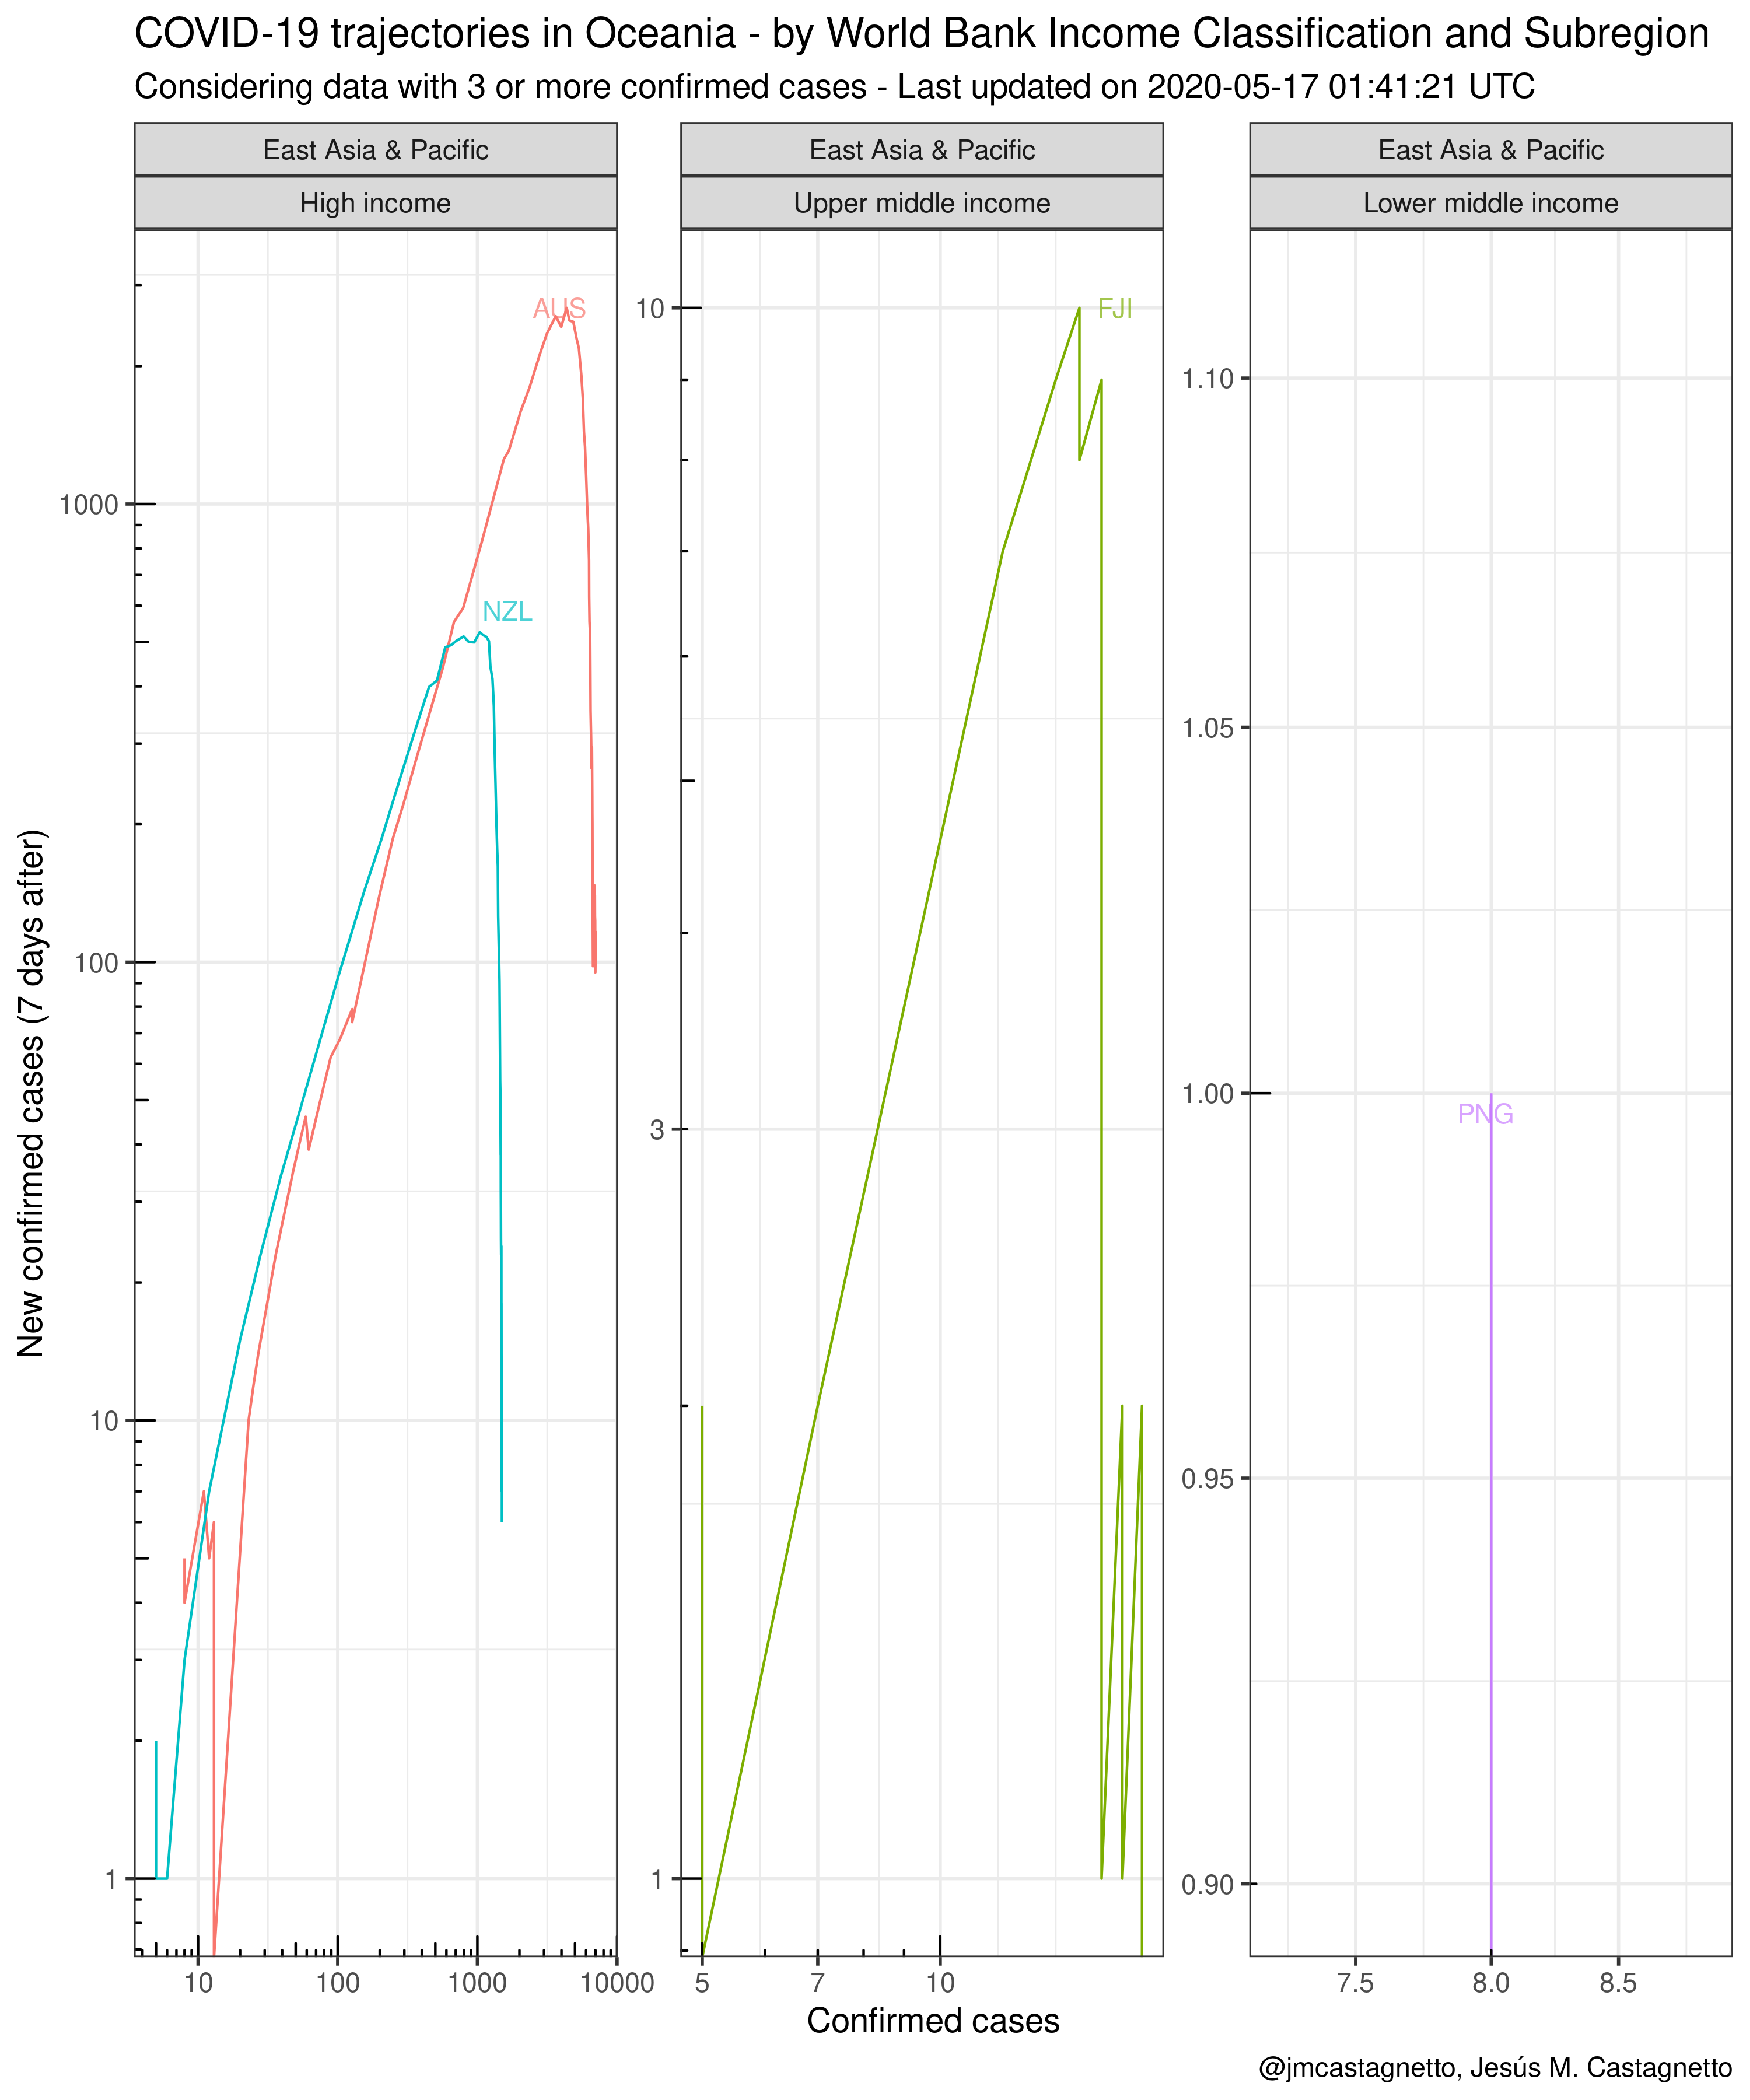 COVID-19 trajectories in Oceania - by World Bank Income Classification and Subregion
Considering data with 3 or more confirmed cases - Last updated on 2020-05-17 01:41:21 UTC
East Asia & Pacific
High income
East Asia & Pacific
Upper middle income
East Asia & Pacific
Lower middle income
New confirmed cases (7 days after)
1000
100
10
1
AUS
NZL
10
100
1000
10000
10
3
1
FJI
5
7
10
1.10
1.05
1.00
0.95
0.90
PNG
7.5
8.0
8.5
Confirmed cases
@jmcastagnetto, Jesús M. Castagnetto